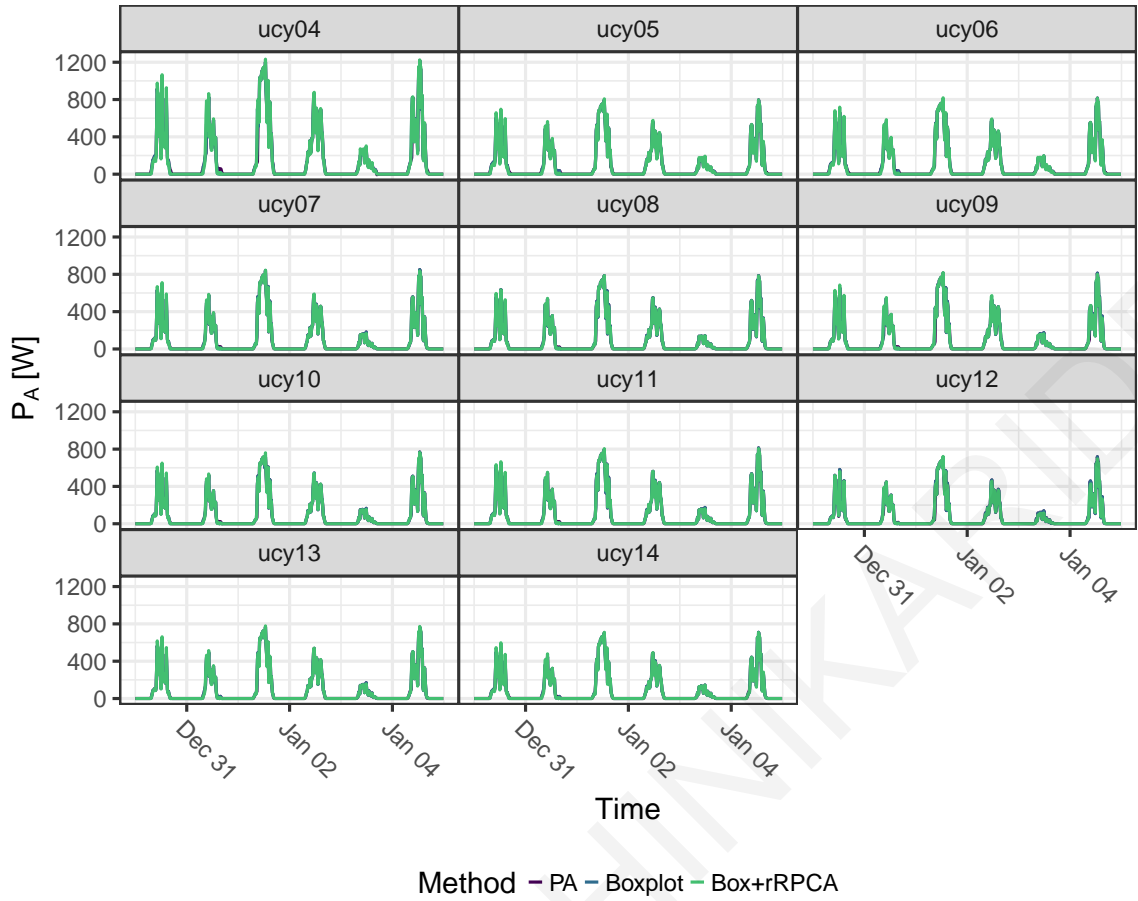 ucy04 ucy05 ucy06
1200
800
400
0
ucy07 ucy08 ucy09
1200
800
400
0
ucy10 ucy11 ucy12
1200
800
400
0
Dec 31 Jan 02 Jan 04
ucy13 ucy14
1200
800
400
0
Dec 31 Jan 02 Jan 04 Dec 31 Jan 02 Jan 04
P_A [W]
Time
Method PA Boxplot Box+rRPCA